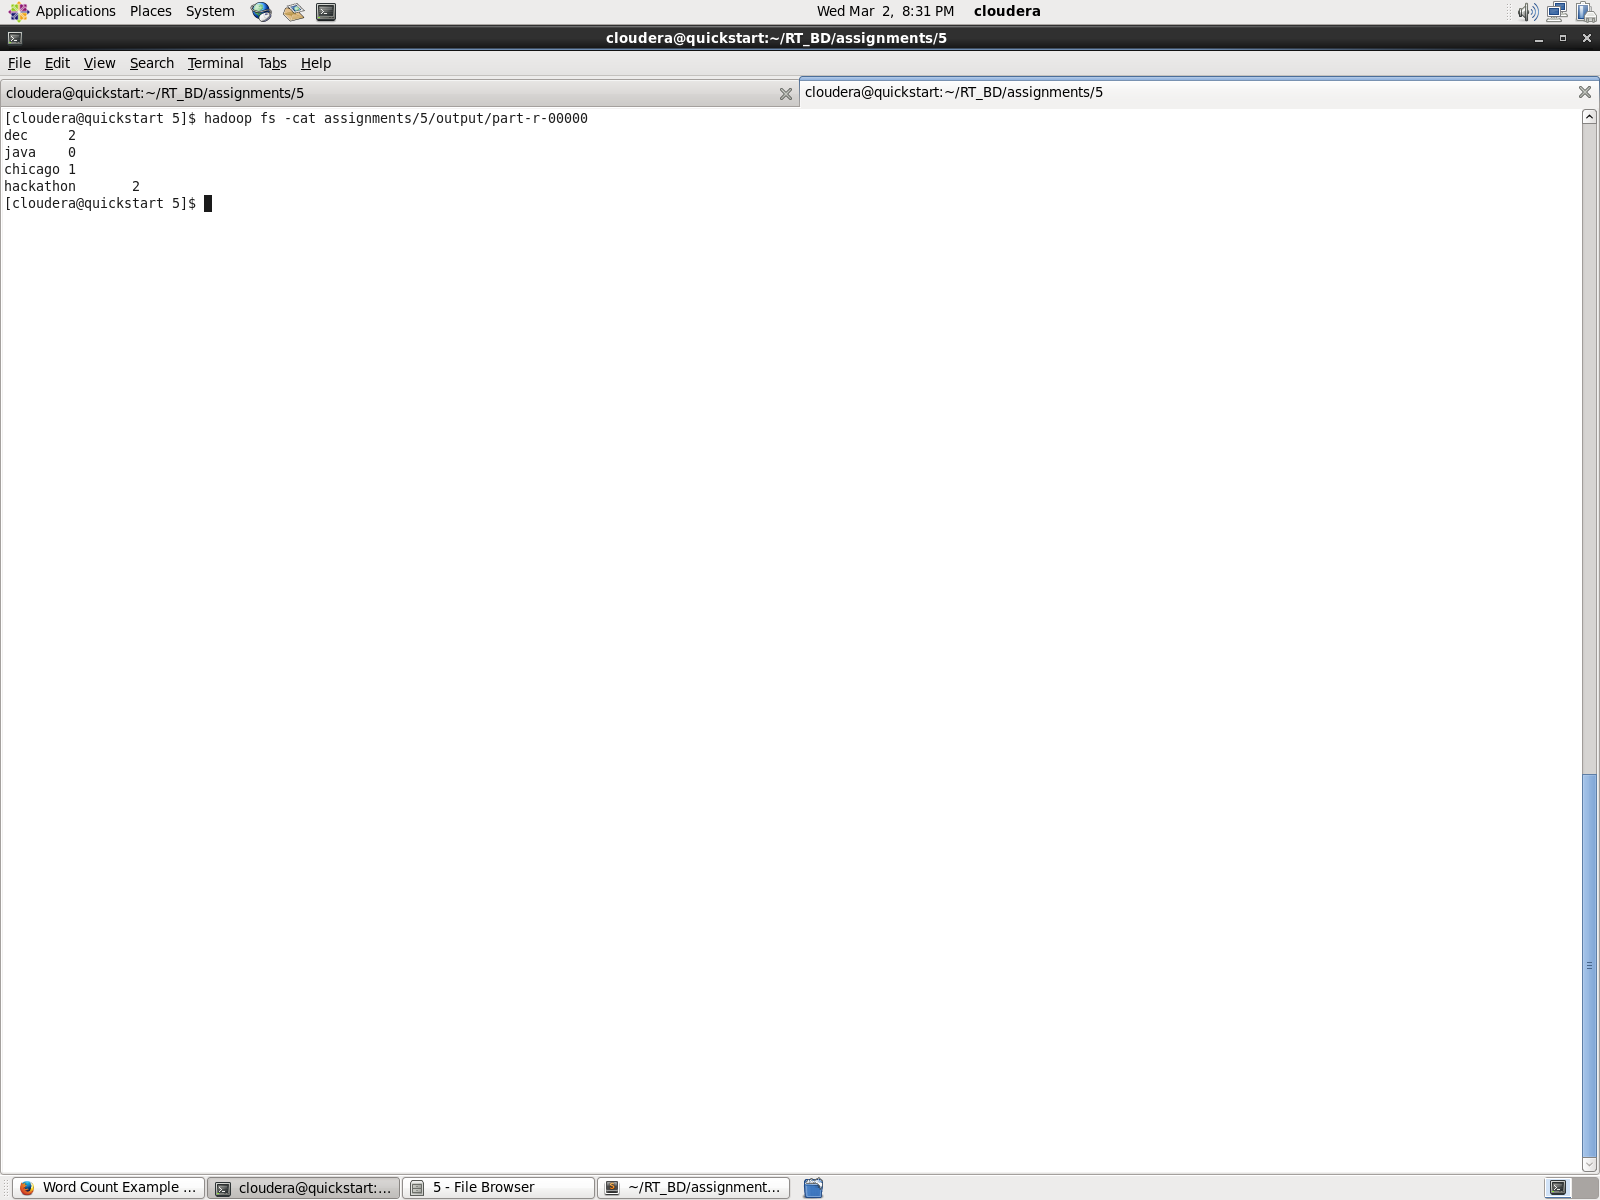 Applications Places System Wed Mar 2, 8:31 PM cloudera
cloudera@quickstart:~/RT_BD/assignments/5
File Edit View Search Terminal Tabs Help
cloudera@quickstart:~/RT_BD/assignments/5 cloudera@quickstart:~/RT_BD/assignments/5
[cloudera@quickstart 5]$ hadoop fs -cat assignments/5/output/part-r-00000
dec 2
java 0
chicago 1
hackathon 2
[cloudera@quickstart 5]$
Word Count Example ... cloudera@quickstart:... 5 - File Browser ~/RT_BD/assignment...